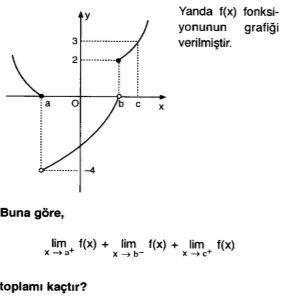 Yanda f(x) fonksi-
yonunun grafiği
verilmiştir.
y
3
2
a O b c x
–4
Buna göre,
lim f(x) + lim f(x) + lim f(x)
x → a⁺ x → b⁻ x → c⁺
toplamı kaçtır?